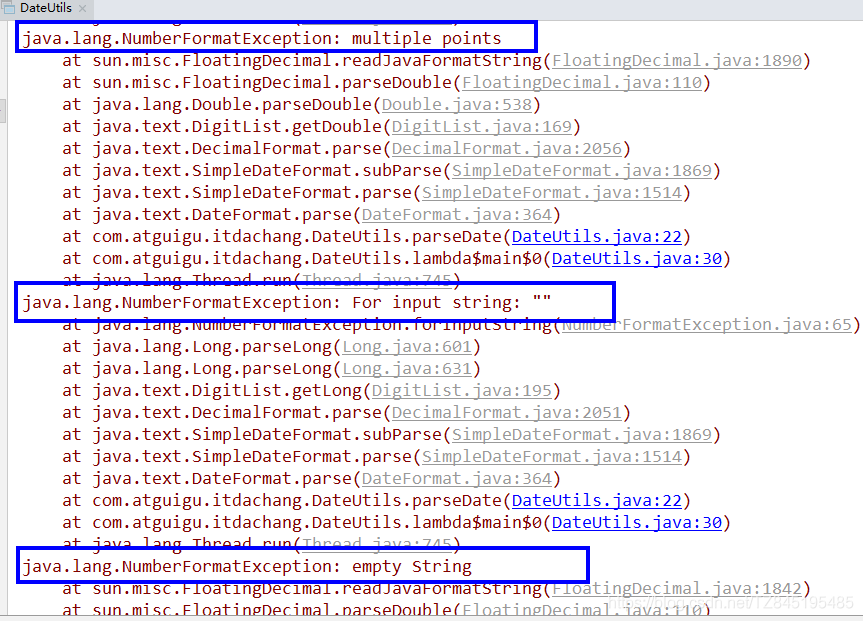 DateUtils
java.lang.NumberFormatException: multiple points
at sun.misc.FloatingDecimal.readJavaFormatString(FloatingDecimal.java:1890)
at sun.misc.FloatingDecimal.parseDouble(FloatingDecimal.java:110)
at java.lang.Double.parseDouble(Double.java:538)
at java.text.DigitList.getDouble(DigitList.java:169)
at java.text.DecimalFormat.parse(DecimalFormat.java:2056)
at java.text.SimpleDateFormat.subParse(SimpleDateFormat.java:1869)
at java.text.SimpleDateFormat.parse(SimpleDateFormat.java:1514)
at java.text.DateFormat.parse(DateFormat.java:364)
at com.atguigu.itdachang.DateUtils.parseDate(DateUtils.java:22)
at com.atguigu.itdachang.DateUtils.lambda$main$0(DateUtils.java:30)
at java.lang.Thread.run(Thread.java:745)
java.lang.NumberFormatException: For input string: ""
at java.lang.NumberFormatException.forInputString(NumberFormatException.java:65)
at java.lang.Long.parseLong(Long.java:601)
at java.lang.Long.parseLong(Long.java:631)
at java.text.DigitList.getLong(DigitList.java:195)
at java.text.DecimalFormat.parse(DecimalFormat.java:2051)
at java.text.SimpleDateFormat.subParse(SimpleDateFormat.java:1869)
at java.text.SimpleDateFormat.parse(SimpleDateFormat.java:1514)
at java.text.DateFormat.parse(DateFormat.java:364)
at com.atguigu.itdachang.DateUtils.parseDate(DateUtils.java:22)
at com.atguigu.itdachang.DateUtils.lambda$main$0(DateUtils.java:30)
at java.lang.Thread.run(Thread.java:745)
java.lang.NumberFormatException: empty String
at sun.misc.FloatingDecimal.readJavaFormatString(FloatingDecimal.java:1842)
at sun.misc.FloatingDecimal.parseDouble(FloatingDecimal.java:110)
https://blog.csdn.net/TZ845195485